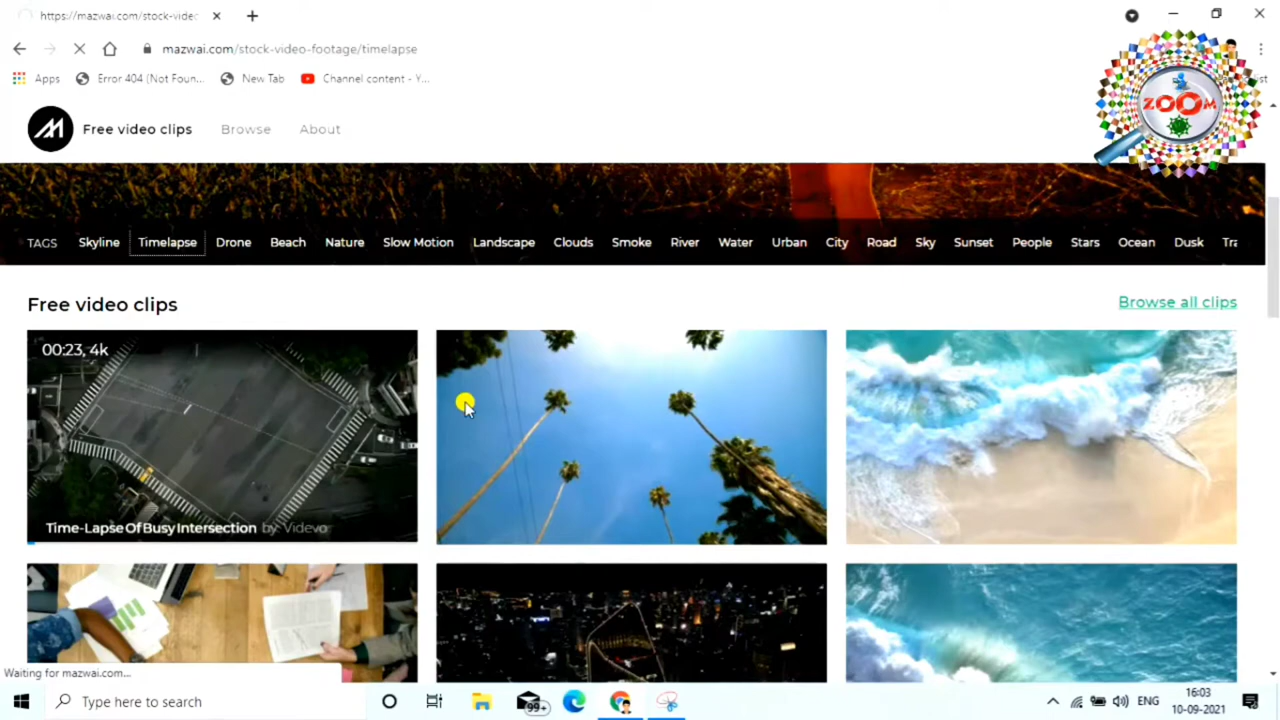 https://mazwai.com/stock-vide
mazwai.com/stock-video-footage/timelapse
Apps Error 404 (Not Foun... New Tab Channel content - Y...
ZOOM
Free video clips Browse About
TAGS Skyline Timelapse Drone Beach Nature Slow Motion Landscape Clouds Smoke River Water Urban City Road Sky Sunset People Stars Ocean Dusk Tra
Free video clips Browse all clips
00:23, 4k
Time-Lapse Of Busy Intersection by Videvo
Waiting for mazwai.com...
Type here to search 99+ ENG 16:03
10-09-2021